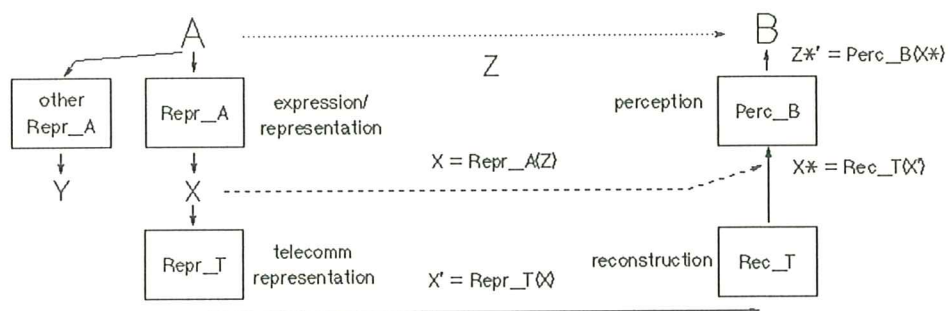 A
B
Z
Z*' = Perc_B(X*)
other
Repr_A
Repr_A
expression/
representation
perception
Perc_B
X = Repr_A(Z)
X* = Rec_T(X')
Y
X
Repr_T
telecomm
representation
X' = Repr_T(X)
reconstruction
Rec_T